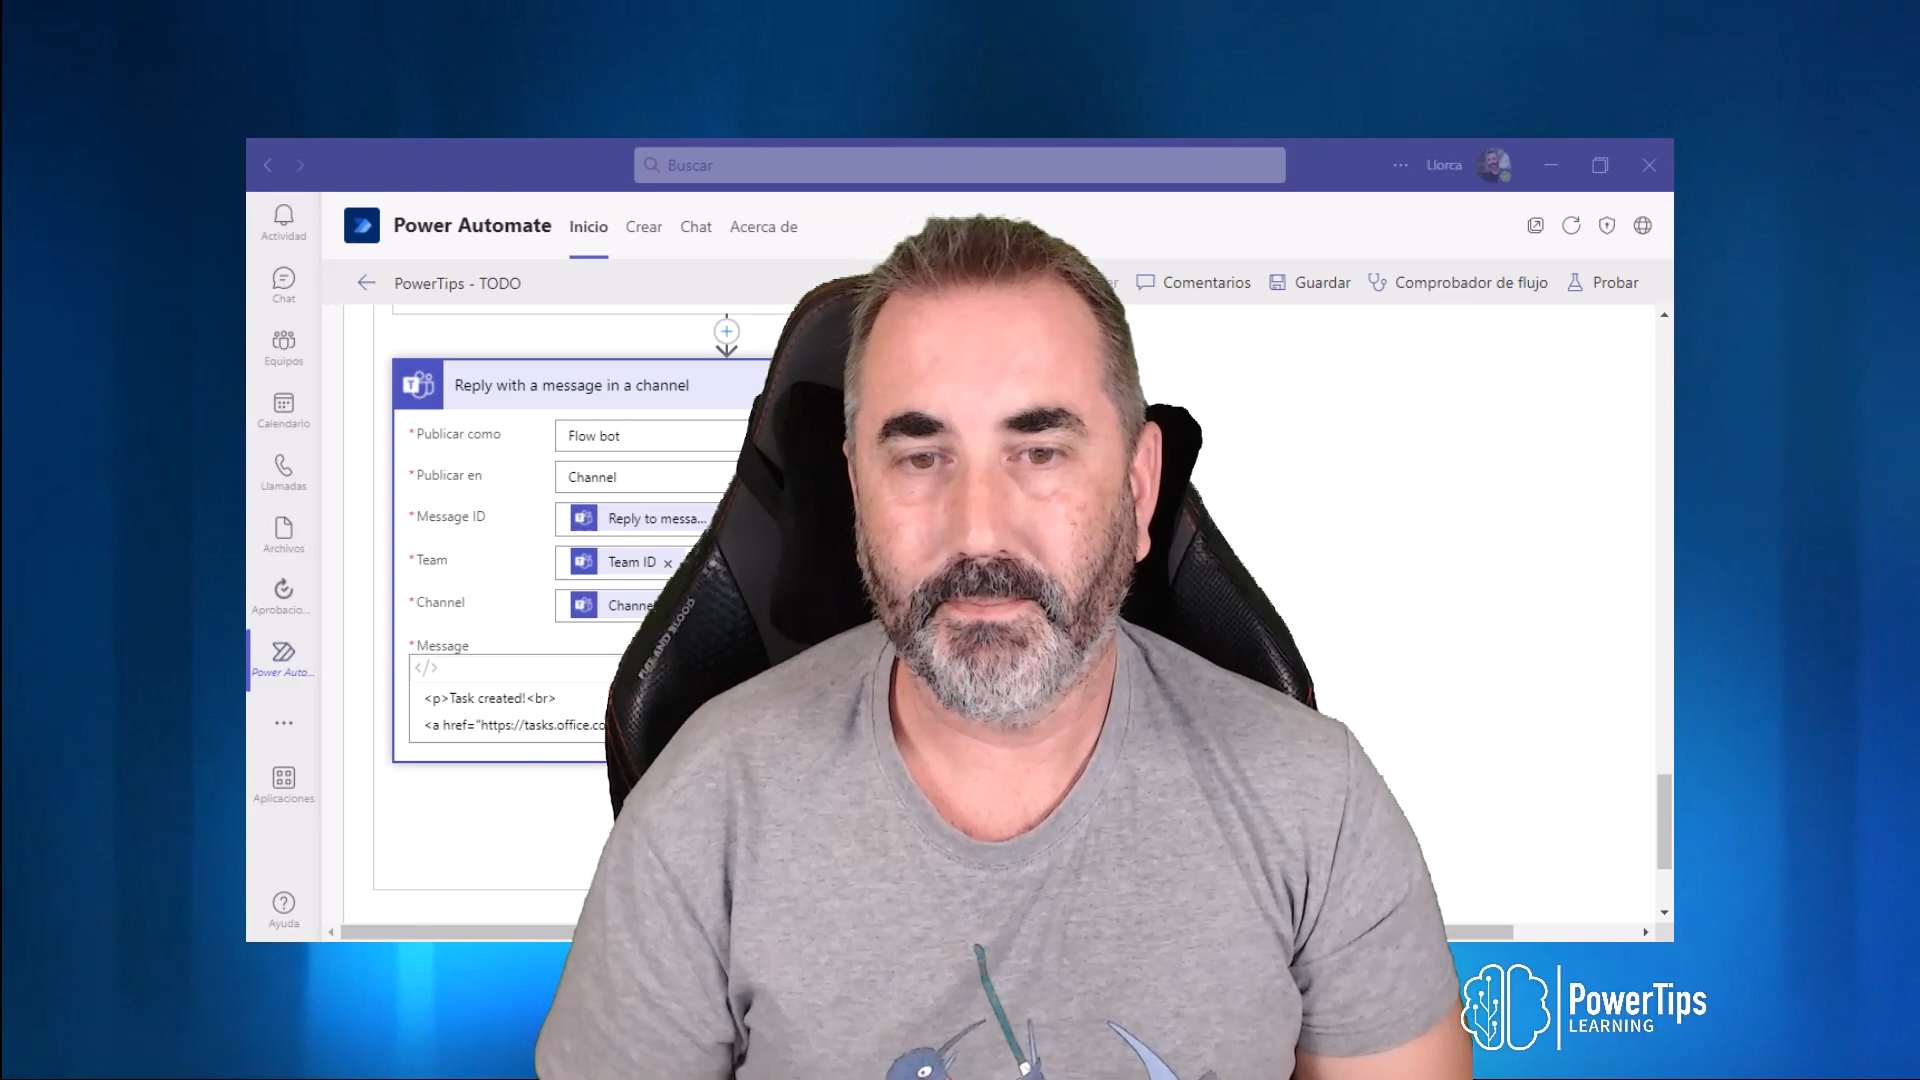 Buscar
Llorca
Power Automate
Inicio
Crear
Chat
Acerca de
PowerTips - TODO
Comentarios
Guardar
Comprobador de flujo
Probar
Actividad
Chat
Equipos
Calendario
Llamadas
Archivos
Aprobacio...
Power Auto...
Aplicaciones
Ayuda
Reply with a message in a channel
*Publicar como
Flow bot
*Publicar en
Channel
*Message ID
Reply to messa...
*Team
Team ID
*Channel
*Message
</>
<p>Task created!<br>
<a href="https://tasks.office.co
PowerTips
LEARNING